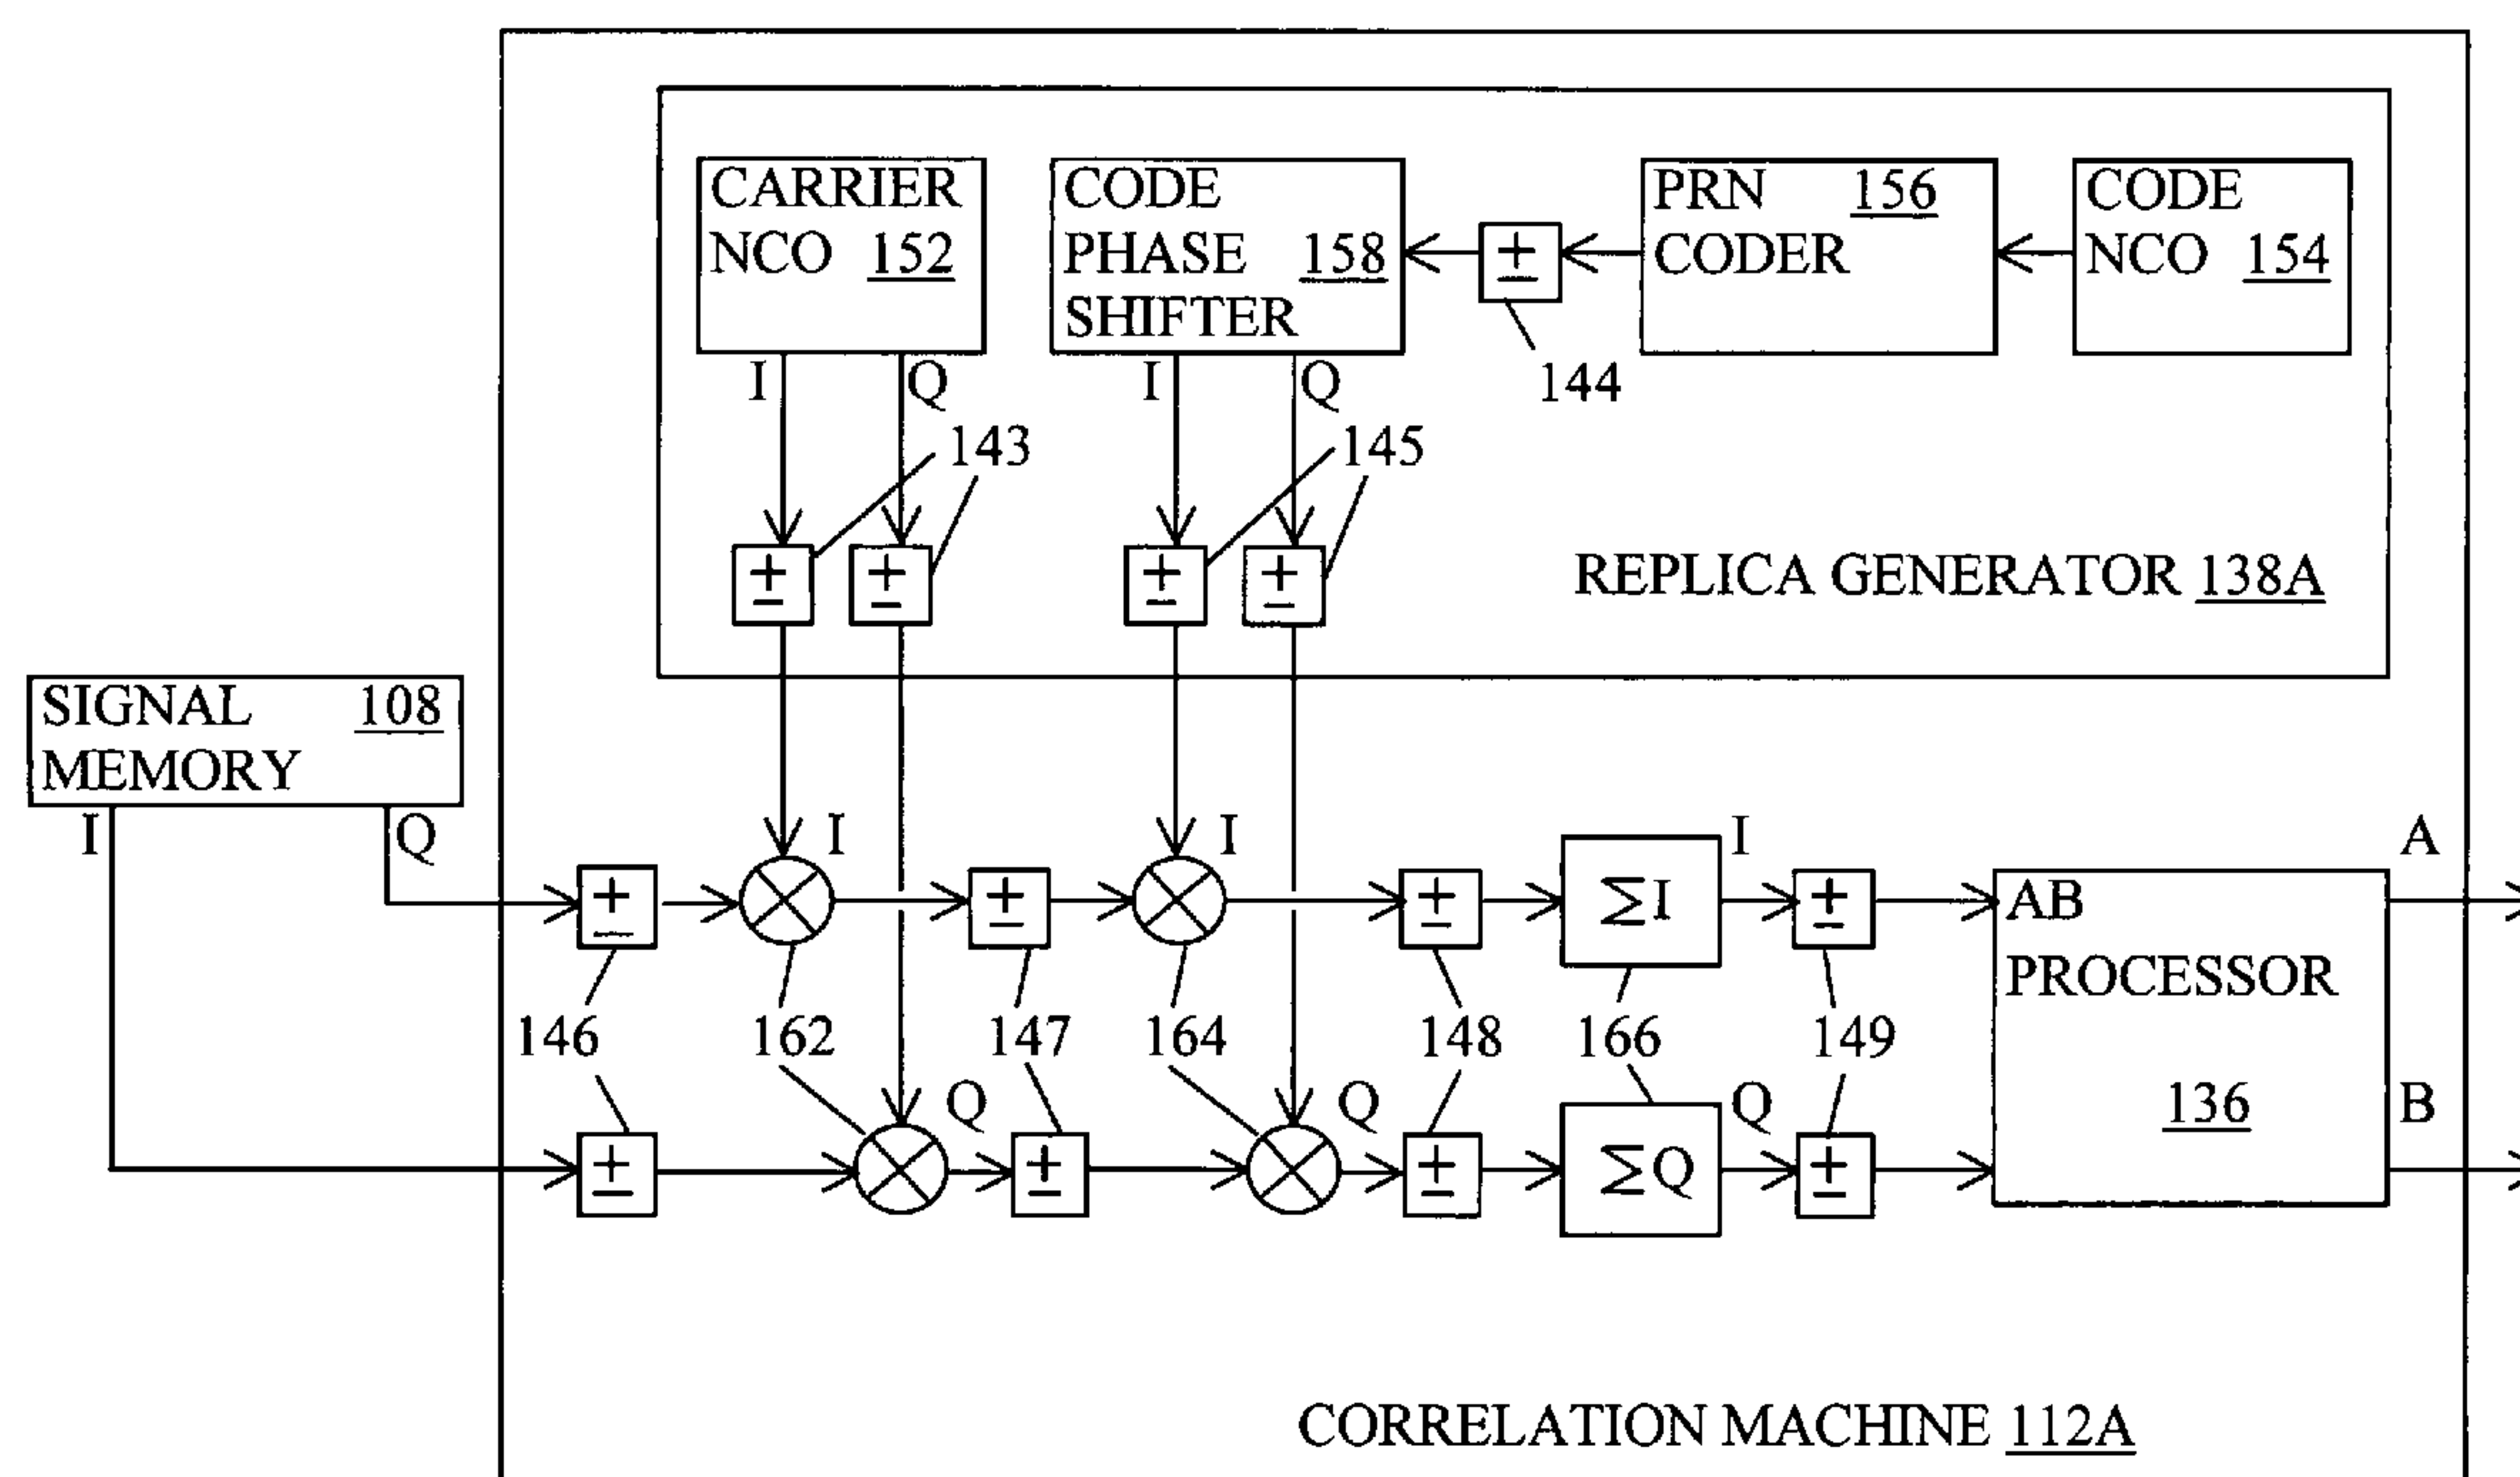 CARRIER
NCO 152
CODE
PHASE 158
SHIFTER
±
144
PRN 156
CODER
CODE
NCO 154
I Q I Q
143 145
± ± ± ±
REPLICA GENERATOR 138A
SIGNAL 108
MEMORY
I Q
I I I A
± ± ± ΣI ±
AB
PROCESSOR
136
146 162 147 164 148 166 149
Q Q Q B
± ± ± ΣQ ±
CORRELATION MACHINE 112A